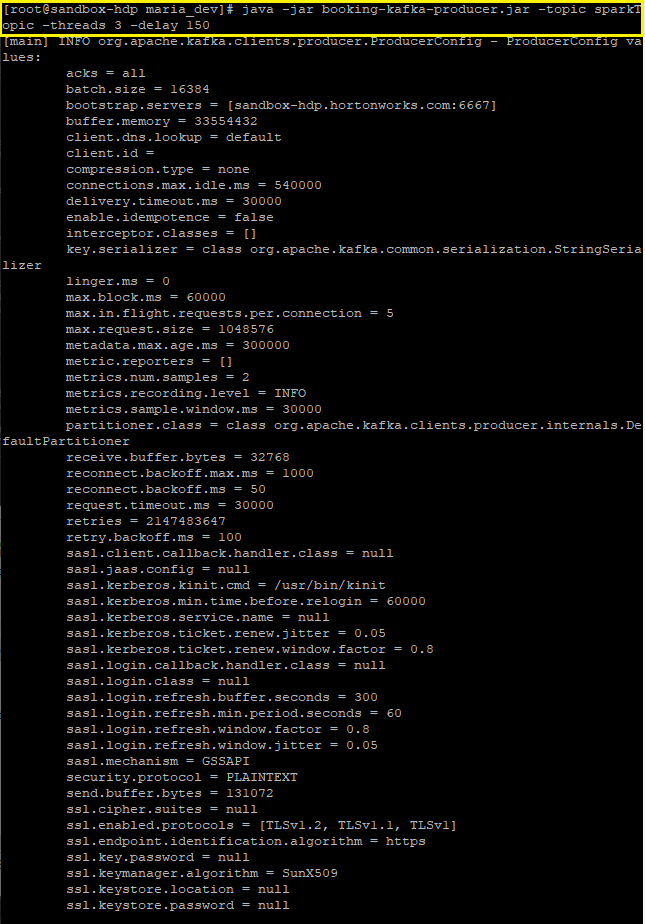 [root@sandbox-hdp maria_dev]# java -jar booking-kafka-producer.jar -topic sparkT
opic -threads 3 -delay 150
[main] INFO org.apache.kafka.clients.producer.ProducerConfig - ProducerConfig va
lues:
acks = all
batch.size = 16384
bootstrap.servers = [sandbox-hdp.hortonworks.com:6667]
buffer.memory = 33554432
client.dns.lookup = default
client.id =
compression.type = none
connections.max.idle.ms = 540000
delivery.timeout.ms = 30000
enable.idempotence = false
interceptor.classes = []
key.serializer = class org.apache.kafka.common.serialization.StringSeria
lizer
linger.ms = 0
max.block.ms = 60000
max.in.flight.requests.per.connection = 5
max.request.size = 1048576
metadata.max.age.ms = 300000
metric.reporters = []
metrics.num.samples = 2
metrics.recording.level = INFO
metrics.sample.window.ms = 30000
partitioner.class = class org.apache.kafka.clients.producer.internals.De
faultPartitioner
receive.buffer.bytes = 32768
reconnect.backoff.max.ms = 1000
reconnect.backoff.ms = 50
request.timeout.ms = 30000
retries = 2147483647
retry.backoff.ms = 100
sasl.client.callback.handler.class = null
sasl.jaas.config = null
sasl.kerberos.kinit.cmd = /usr/bin/kinit
sasl.kerberos.min.time.before.relogin = 60000
sasl.kerberos.service.name = null
sasl.kerberos.ticket.renew.jitter = 0.05
sasl.kerberos.ticket.renew.window.factor = 0.8
sasl.login.callback.handler.class = null
sasl.login.class = null
sasl.login.refresh.buffer.seconds = 300
sasl.login.refresh.min.period.seconds = 60
sasl.login.refresh.window.factor = 0.8
sasl.login.refresh.window.jitter = 0.05
sasl.mechanism = GSSAPI
security.protocol = PLAINTEXT
send.buffer.bytes = 131072
ssl.cipher.suites = null
ssl.enabled.protocols = [TLSv1.2, TLSv1.1, TLSv1]
ssl.endpoint.identification.algorithm = https
ssl.key.password = null
ssl.keymanager.algorithm = SunX509
ssl.keystore.location = null
ssl.keystore.password = null